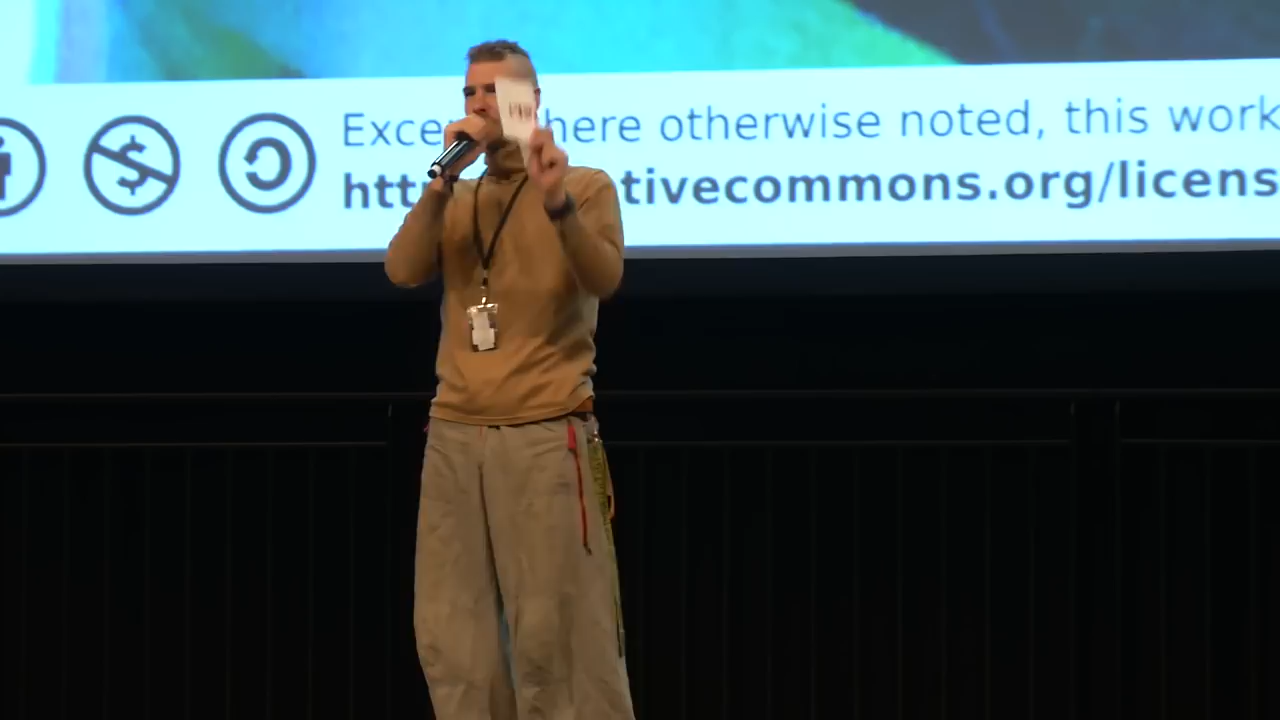 Exce here otherwise noted, this work
htt tivecommons.org/licens